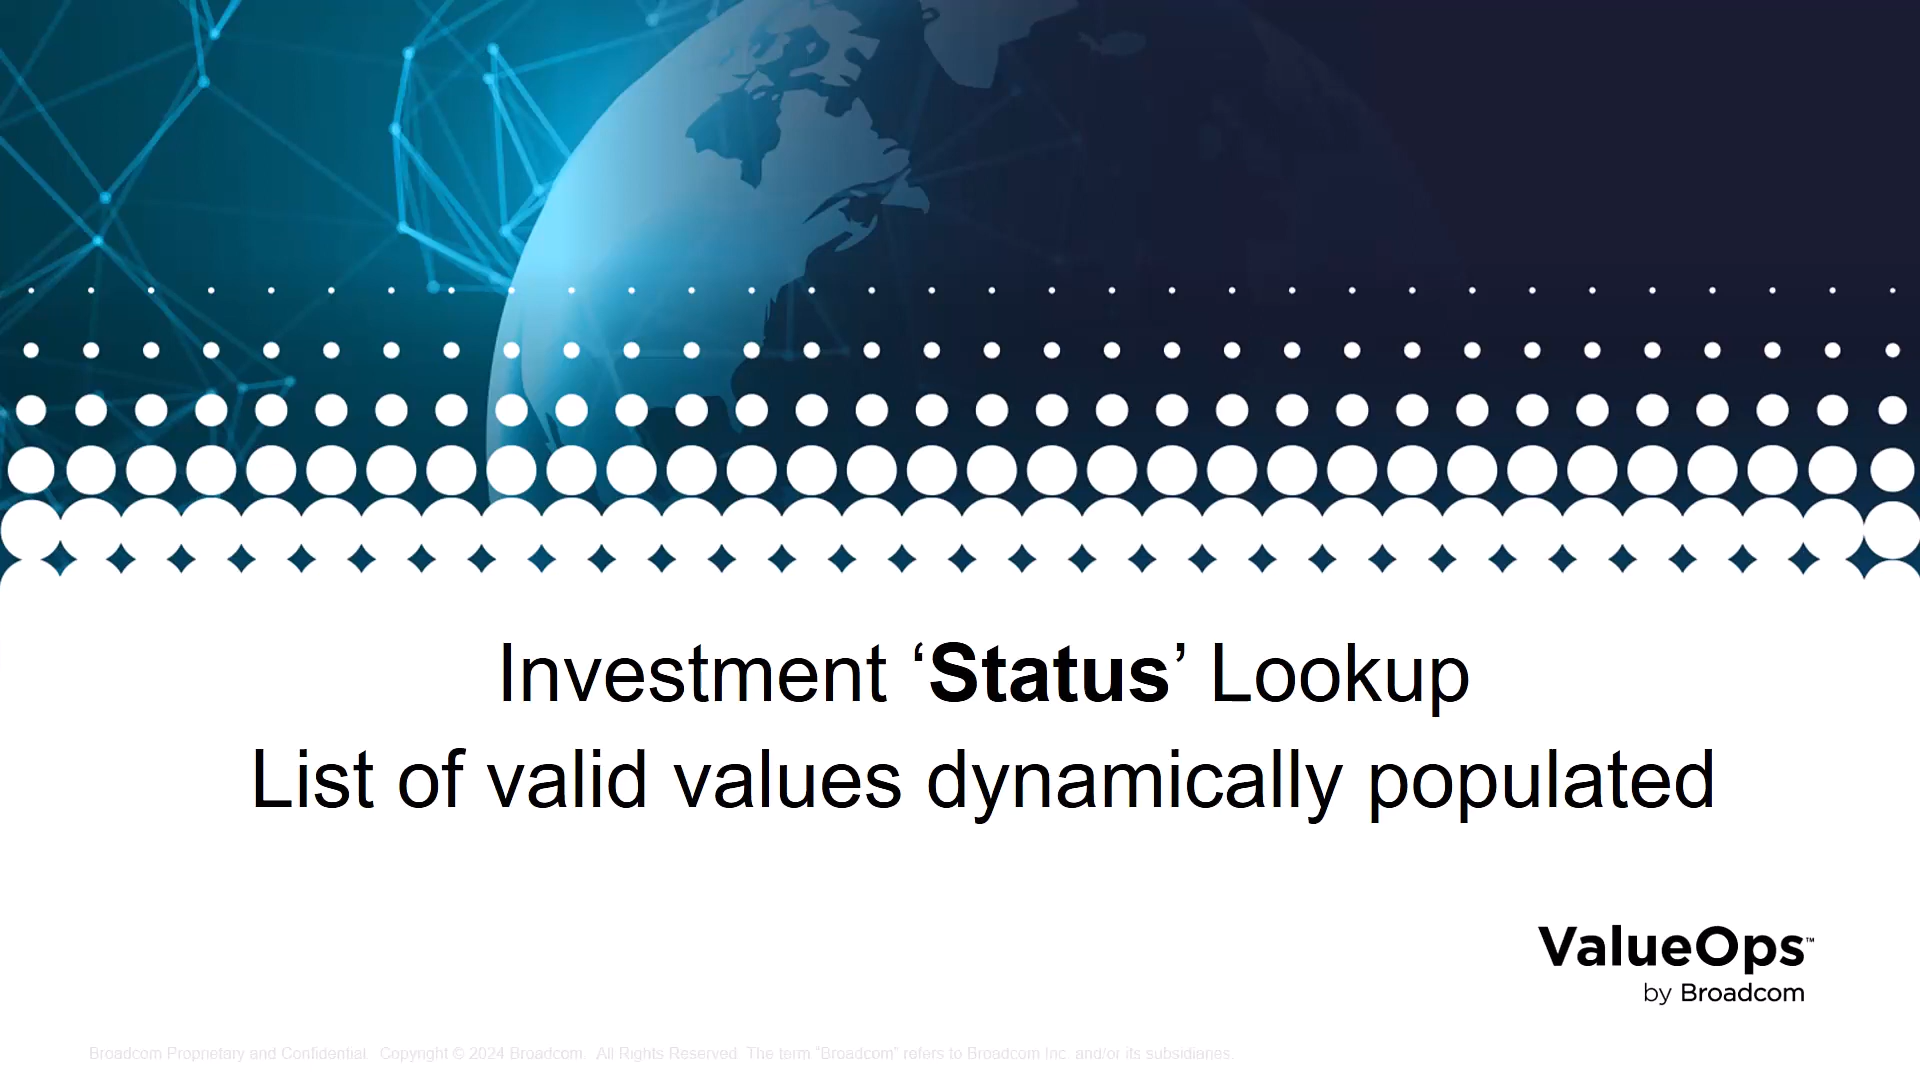 Investment ‘Status’ Lookup
List of valid values dynamically populated
ValueOps™
by Broadcom
Broadcom Proprietary and Confidential. Copyright © 2024 Broadcom. All Rights Reserved. The term “Broadcom” refers to Broadcom Inc. and/or its subsidiaries.